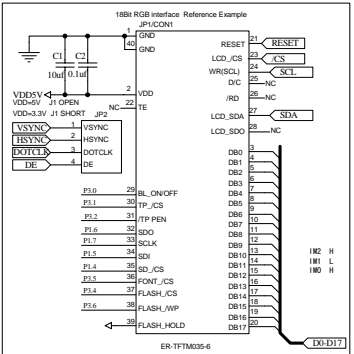 18Bit RGB interface Reference Example
JP1/CON1
1 GND
40 GND
C1 C2
10uf 0.1uf
VDD5V 2 VDD
VDD=5V J1 OPEN
VDD=3.3V J1 SHORT
NC 22 TE
JP2
VSYNC 1 VSYNC
HSYNC 2 HSYNC
DOTCLK 3 DOTCLK
DE 4 DE
P3.0 29 BL_ON/OFF
P3.1 30 TP_/CS
P3.2 31 /TP PEN
P1.6 32 SDO
P1.7 33 SCLK
P1.5 34 SDI
P1.4 35 SD_/CS
P3.5 36 FONT_/CS
P3.4 37 FLASH_/CS
P3.6 38 FLASH_/WP
39 FLASH_HOLD
RESET 21 RESET
LCD_/CS 23 /CS
WR(SCL) 24 SCL
D/C 25 NC
/RD 26 NC
LCD_SDA 27 SDA
LCD_SDO 28 NC
DB0 3
DB1 4
DB2 5
DB3 6
DB4 7
DB5 8
DB6 9
DB7 10
DB8 11
DB9 12
DB10 13
DB11 14
DB12 15
DB13 16
DB14 17
DB15 18
DB16 19
DB17 20
IM2 H
IM1 L
IM0 H
D0-D17
ER-TFTM035-6